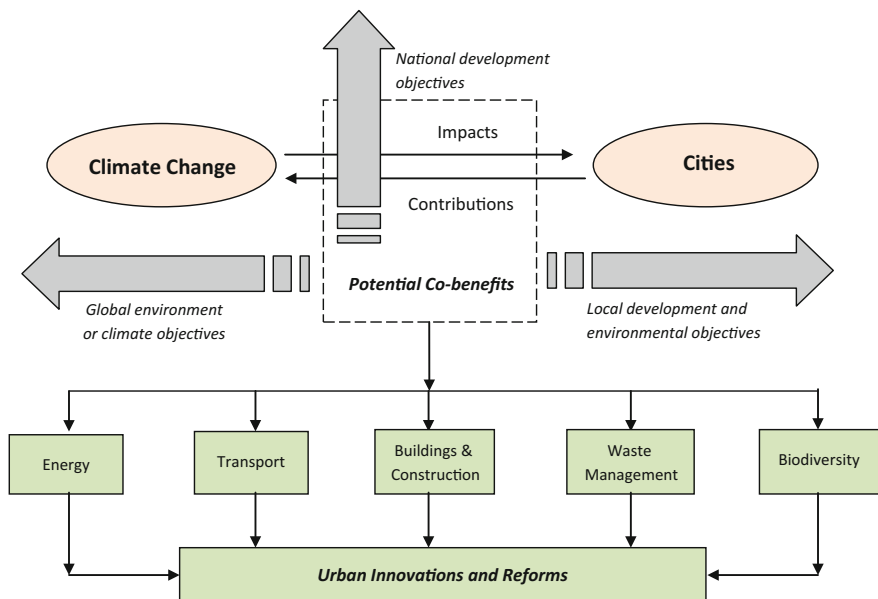 National development
objectives
Impacts
Climate Change
Cities
Contributions
Potential Co-benefits
Global environment
or climate objectives
Local development and
environmental objectives
Energy
Transport
Buildings &
Construction
Waste
Management
Biodiversity
Urban Innovations and Reforms